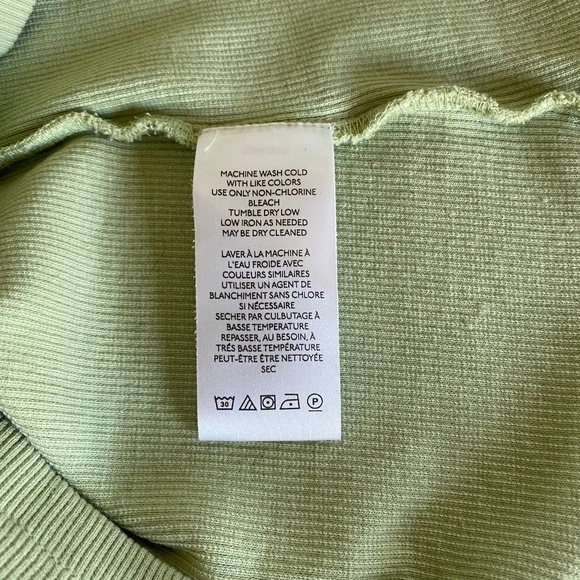 MACHINE WASH COLD
WITH LIKE COLORS
USE ONLY NON-CHLORINE
BLEACH
TUMBLE DRY LOW
LOW IRON AS NEEDED
MAY BE DRY CLEANED
LAVER À LA MACHINE À
L'EAU FROIDE AVEC
COULEURS SIMILAIRES
UTILISER UN AGENT DE
BLANCHIMENT SANS CHLORE
SI NÉCESSAIRE
SECHER PAR CULBUTAGE À
BASSE TEMPERATURE
REPASSER, AU BESOIN, À
TRÉS BASSE TEMPÉRATURE
PEUT-ÊTRE ÊTRE NETTOYÉE
SEC
30 P